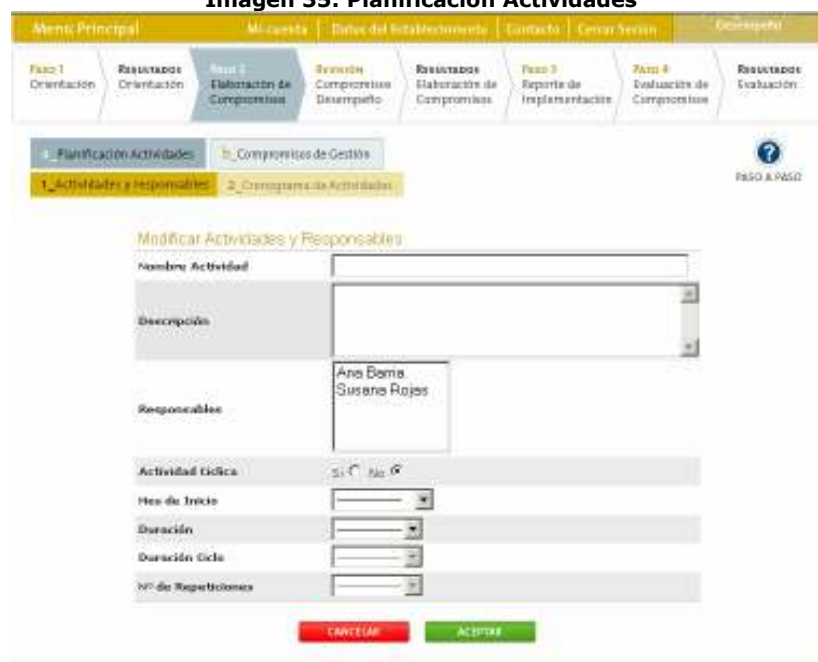 Imagen 35. Planificación Actividades
Menú Principal
Mi cuenta | Datos del Establecimiento | Contacto | Cerrar Sesión
Desempeño
Paso 1
Orientación
Resultados
Orientación
Paso 2
Elaboración de
Compromisos
Revisión
Compromisos
Desempeño
Resultados
Elaboración de
Compromisos
Paso 3
Reporte de
Implementación
Paso 4
Evaluación de
Compromisos
Resultados
Evaluación
a_Planificación Actividades
b_Compromisos de Gestión
PASO A PASO
1_Actividades y responsables
2_Cronograma de Actividades
Modificar Actividades y Responsables
Nombre Actividad
Descripción
Responsables
Ana Barria
Susana Rojas
Actividad Cíclica
Si No
Mes de Inicio
Duración
Duración Ciclo
Nº de Repeticiones
CANCELAR
ACEPTAR